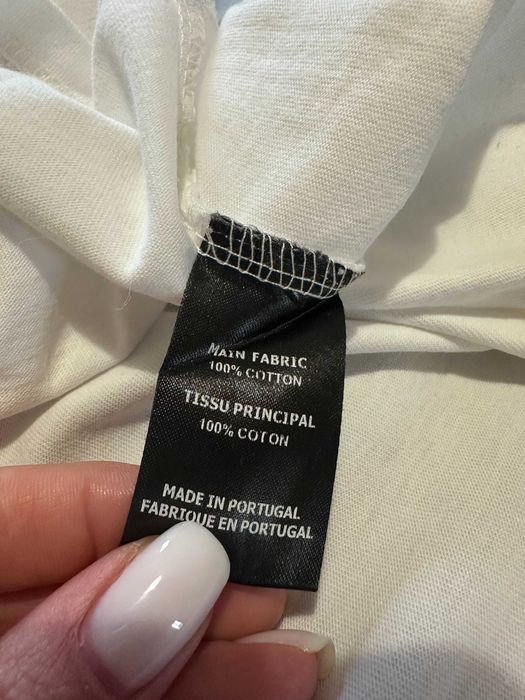 MAIN FABRIC
100% COTTON
TISSU PRINCIPAL
100% COTON
MADE IN PORTUGAL
FABRIQUE EN PORTUGAL